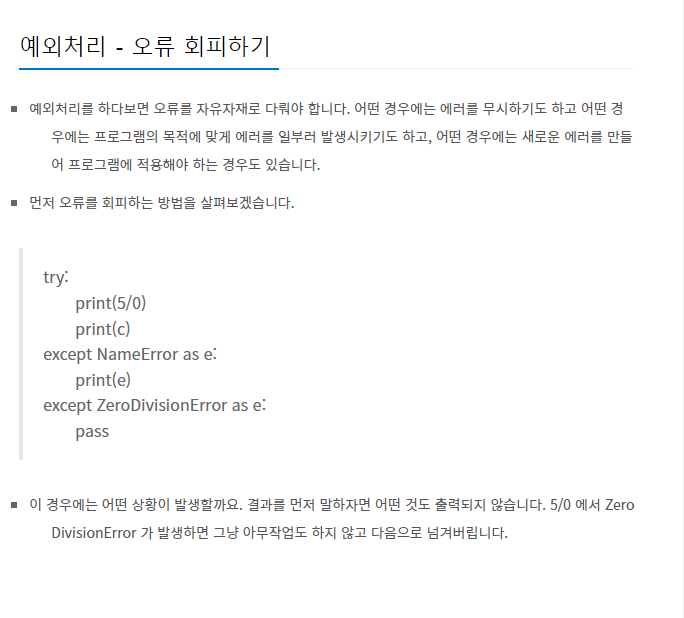 예외처리 - 오류 회피하기
예외처리를 하다보면 오류를 자유자재로 다뤄야 합니다. 어떤 경우에는 에러를 무시하기도 하고 어떤 경
우에는 프로그램의 목적에 맞게 에러를 일부러 발생시키기도 하고, 어떤 경우에는 새로운 에러를 만들
어 프로그램에 적용해야 하는 경우도 있습니다.
먼저 오류를 회피하는 방법을 살펴보겠습니다.
try:
print(5/0)
print(c)
except NameError as e:
print(e)
except ZeroDivisionError as e:
pass
이 경우에는 어떤 상황이 발생할까요. 결과를 먼저 말하자면 어떤 것도 출력되지 않습니다. 5/0 에서 Zero
DivisionError 가 발생하면 그냥 아무작업도 하지 않고 다음으로 넘겨버립니다.